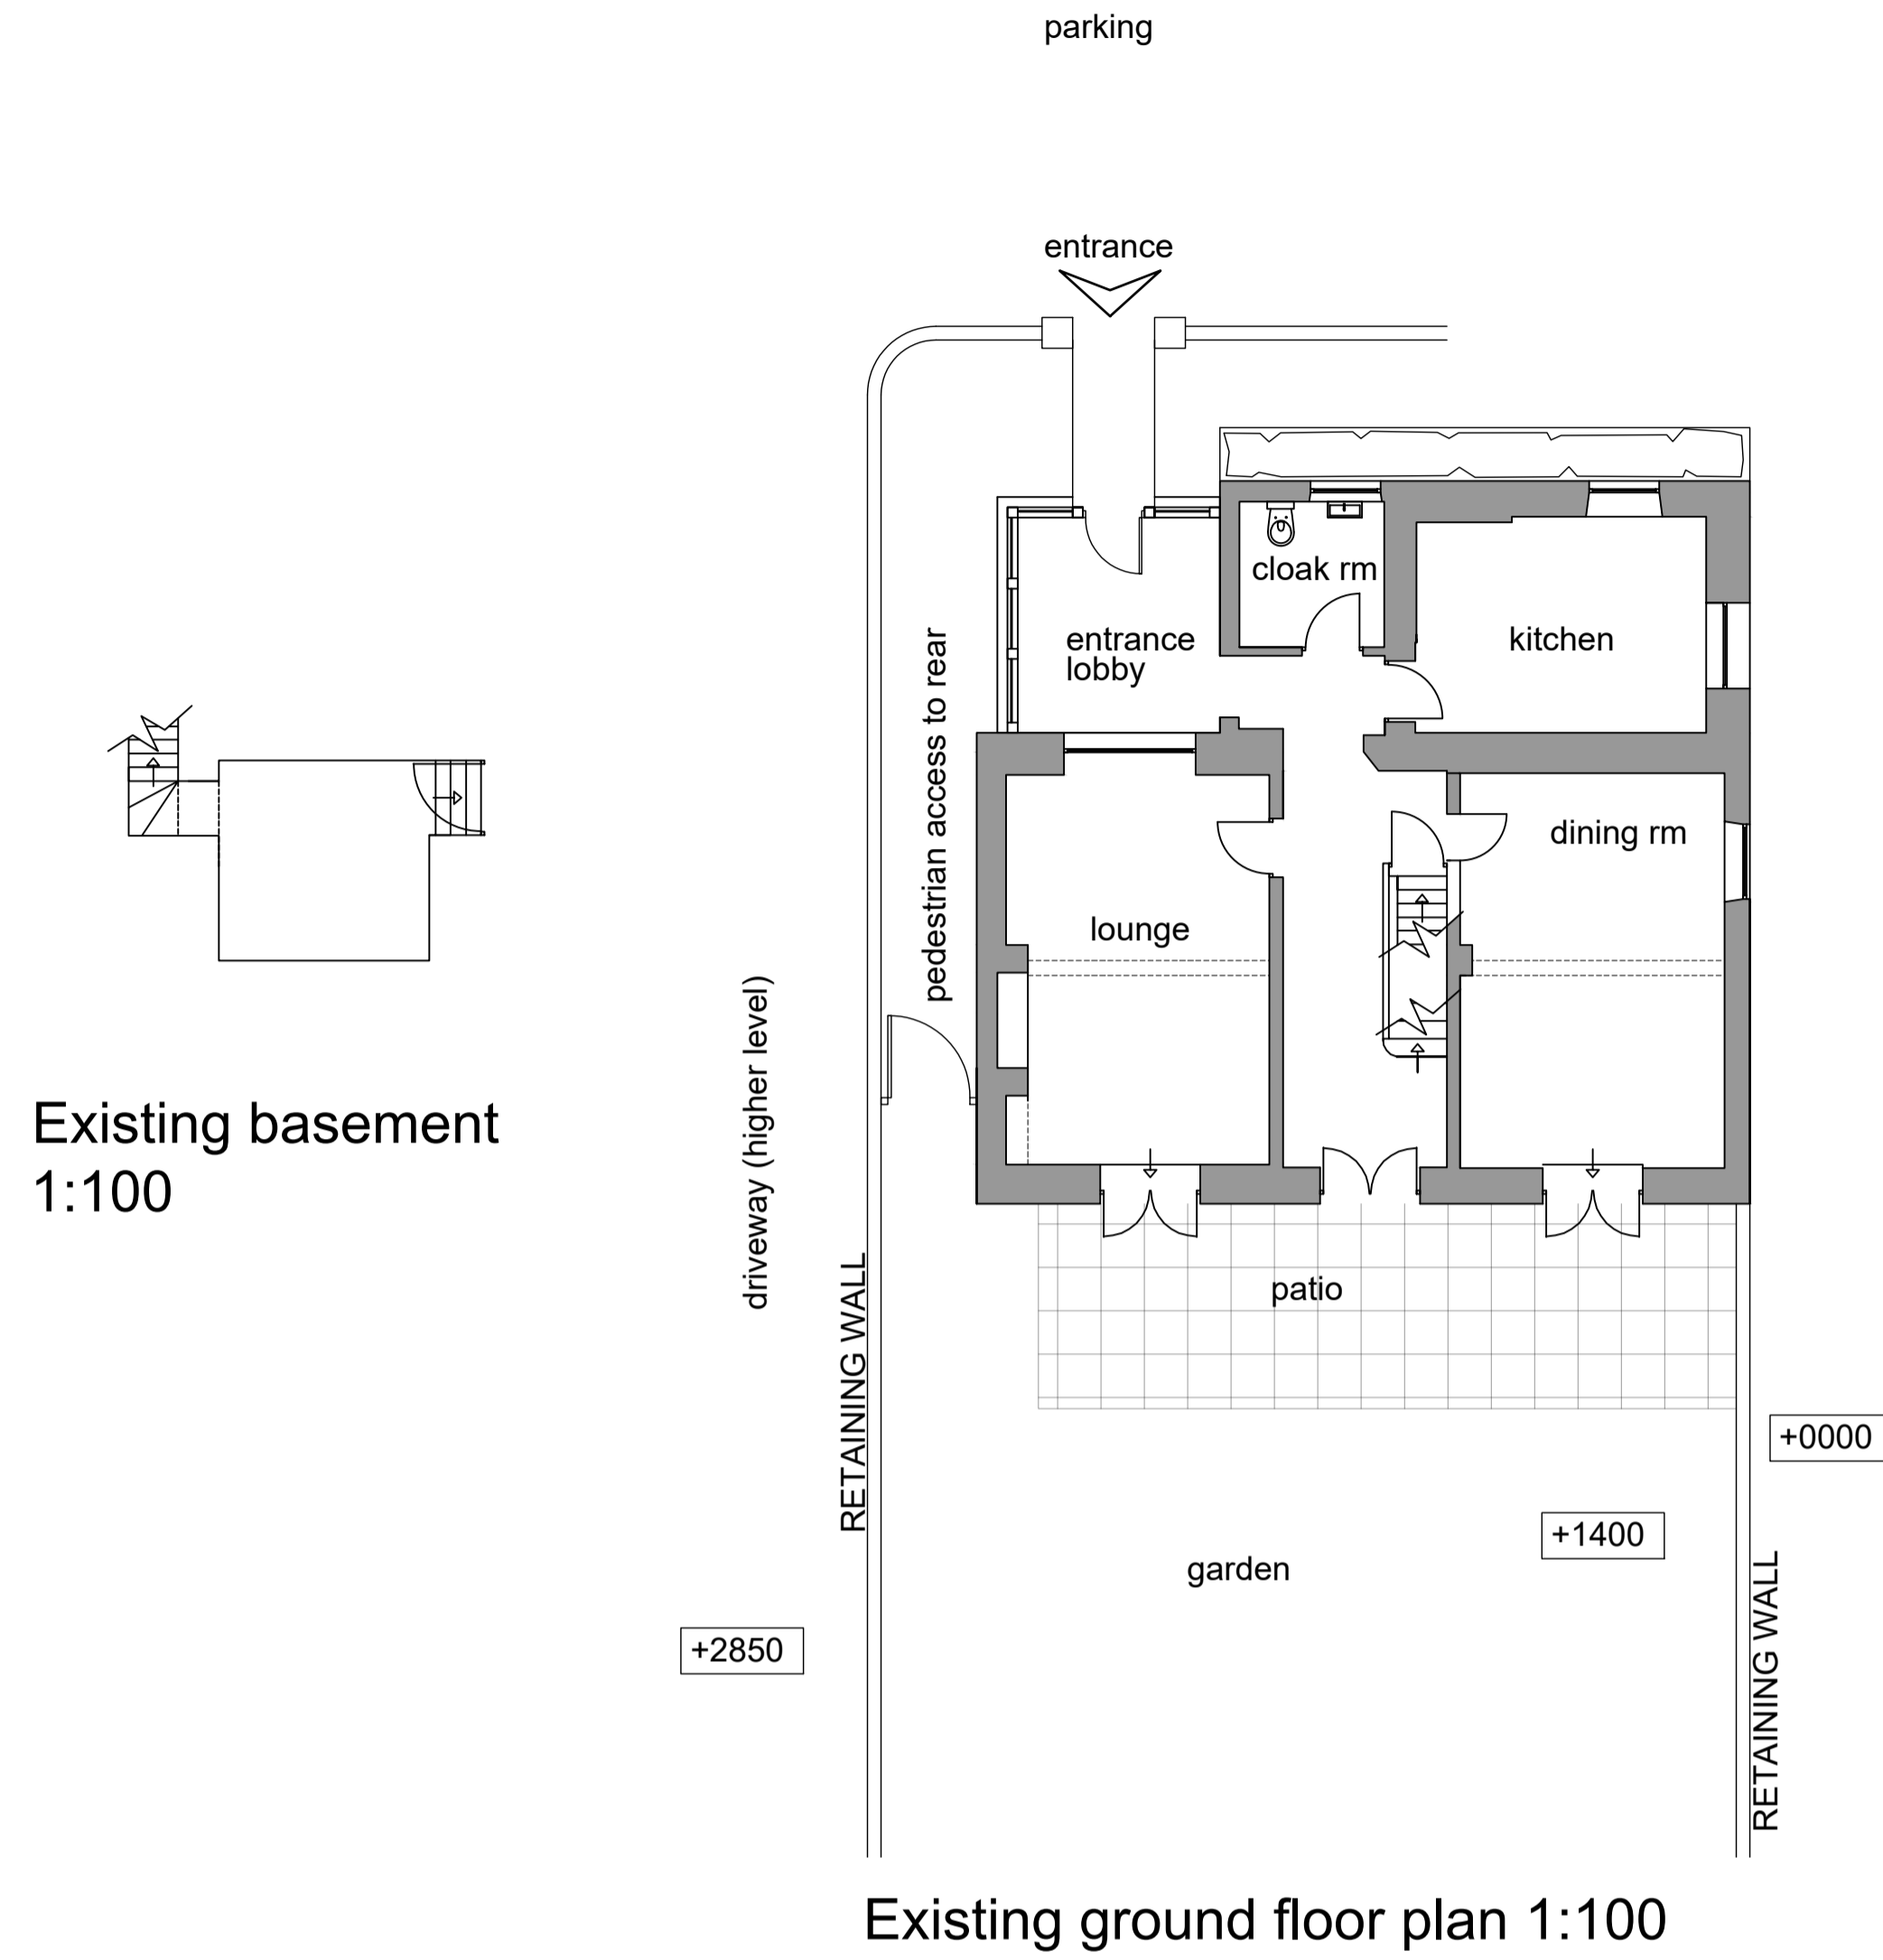 parking
entrance
cloak rm
entrance
lobby
kitchen
pedestrian access to rear
dining rm
lounge
driveway (higher level)
Existing basement
1:100
RETAINING WALL
patio
+0000
+1400
garden
+2850
RETAINING WALL
Existing ground floor plan 1:100